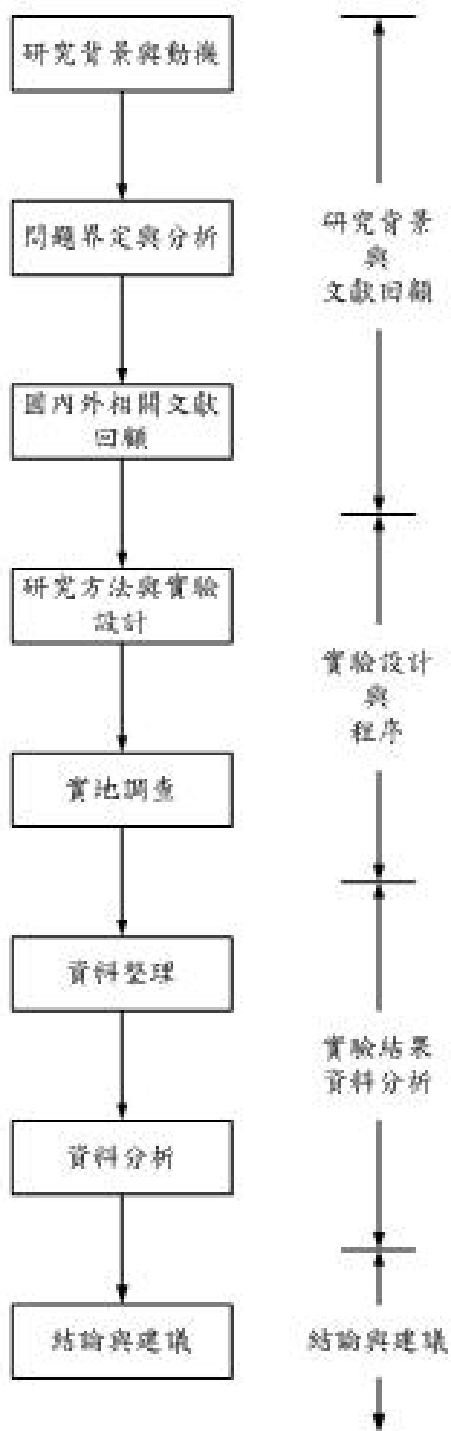 研究背景與動機
問題界定與分析
國內外相關文獻
回顧
研究方法與實驗
設計
實地調查
資料整理
資料分析
結論與建議
研究背景
與
文獻回顧
實驗設計
與
程序
實驗結果
資料分析
結論與建議